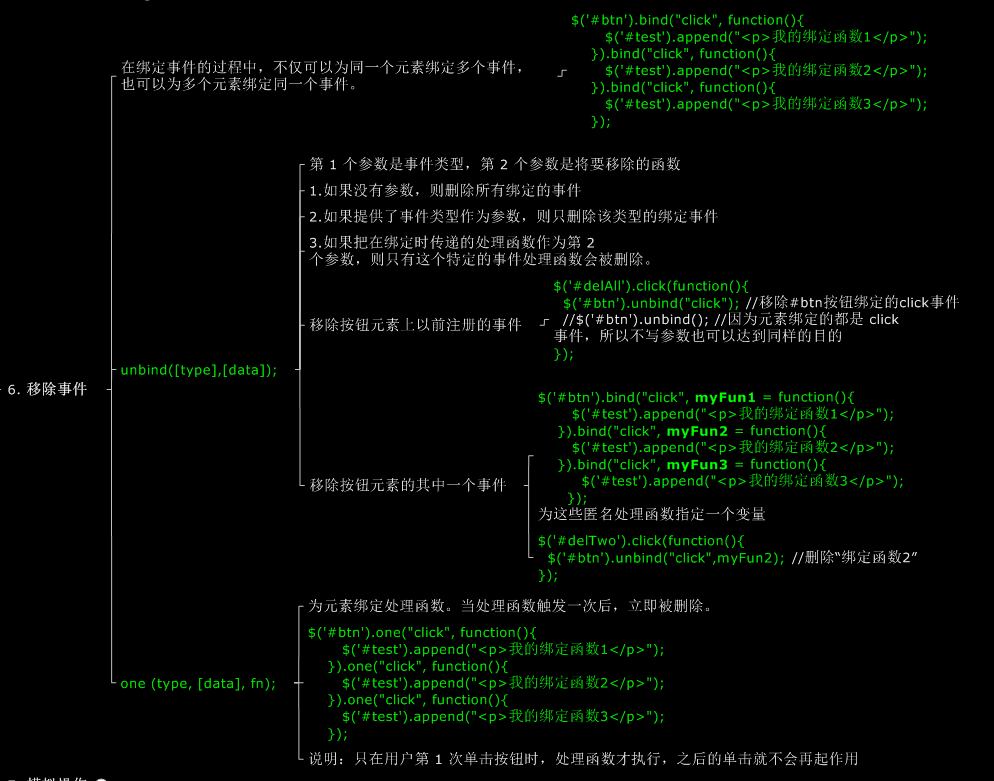 6. 移除事件
在绑定事件的过程中，不仅可以为同一个元素绑定多个事件，
也可以为多个元素绑定同一个事件。
$('#btn').bind("click", function(){
$('#test').append("<p>我的绑定函数1</p>");
}).bind("click", function(){
$('#test').append("<p>我的绑定函数2</p>");
}).bind("click", function(){
$('#test').append("<p>我的绑定函数3</p>");
});
unbind([type],[data]);
第 1 个参数是事件类型，第 2 个参数是将要移除的函数
1.如果没有参数，则删除所有绑定的事件
2.如果提供了事件类型作为参数，则只删除该类型的绑定事件
3.如果把在绑定时传递的处理函数作为第 2
个参数，则只有这个特定的事件处理函数会被删除。
移除按钮元素上以前注册的事件
$('#delAll').click(function(){
$('#btn').unbind("click"); //移除#btn按钮绑定的click事件
//$('#btn').unbind(); //因为元素绑定的都是 click
事件，所以不写参数也可以达到同样的目的
});
移除按钮元素的其中一个事件
$('#btn').bind("click", myFun1 = function(){
$('#test').append("<p>我的绑定函数1</p>");
}).bind("click", myFun2 = function(){
$('#test').append("<p>我的绑定函数2</p>");
}).bind("click", myFun3 = function(){
$('#test').append("<p>我的绑定函数3</p>");
});
为这些匿名处理函数指定一个变量
$('#delTwo').click(function(){
$('#btn').unbind("click",myFun2); //删除“绑定函数2”
});
one (type, [data], fn);
为元素绑定处理函数。当处理函数触发一次后，立即被删除。
$('#btn').one("click", function(){
$('#test').append("<p>我的绑定函数1</p>");
}).one("click", function(){
$('#test').append("<p>我的绑定函数2</p>");
}).one("click", function(){
$('#test').append("<p>我的绑定函数3</p>");
});
说明：只在用户第 1 次单击按钮时，处理函数才执行，之后的单击就不会再起作用